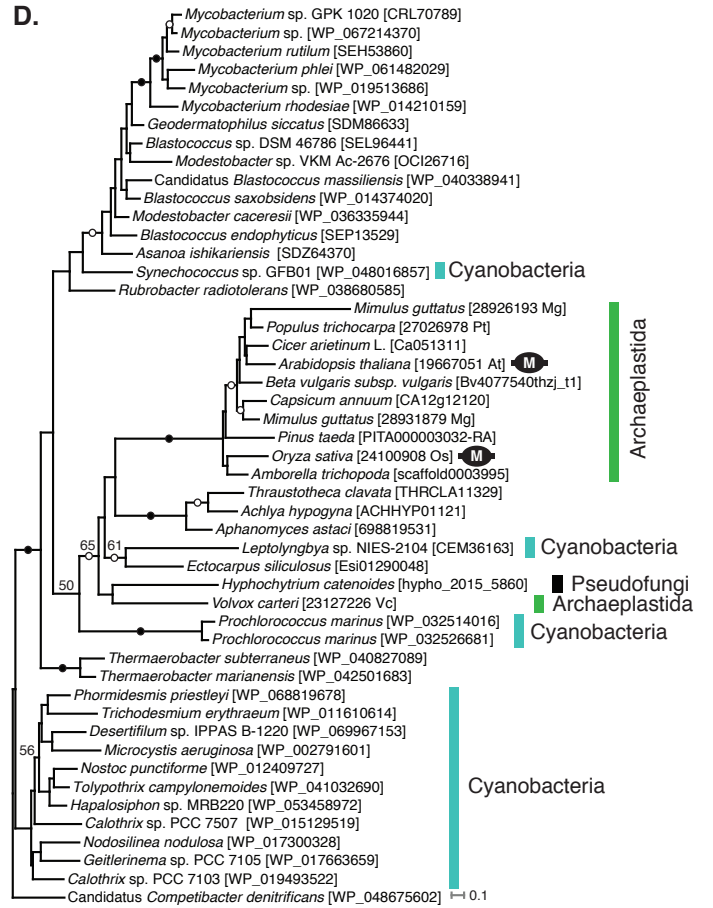 D.
Mycobacterium sp. GPK 1020 [CRL70789]
Mycobacterium sp. [WP_067214370]
Mycobacterium rutilum [SEH53860]
Mycobacterium phlei [WP_061482029]
Mycobacterium sp. [WP_019513686]
Mycobacterium rhodesiae [WP_014210159]
Geodermatophilus siccatus [SDM86633]
Blastococcus sp. DSM 46786 [SEL96441]
Modestobacter sp. VKM Ac-2676 [OCI26716]
Candidatus Blastococcus massiliensis [WP_040338941]
Blastococcus saxobsidens [WP_014374020]
Modestobacter caceresii [WP_036335944]
Blastococcus endophyticus [SEP13529]
Asanoa ishikariensis [SDZ64370]
Synechococcus sp. GFB01 [WP_048016857] Cyanobacteria
Rubrobacter radiotolerans [WP_038680585]
Mimulus guttatus [28926193 Mg]
Populus trichocarpa [27026978 Pt]
Cicer arietinum L. [Ca051311]
Arabidopsis thaliana [19667051 At] M
Beta vulgaris subsp. vulgaris [Bv4077540thzj_t1]
Capsicum annuum [CA12g12120]
Mimulus guttatus [28931879 Mg]
Pinus taeda [PITA000003032-RA]
Oryza sativa [24100908 Os] M
Amborella trichopoda [scaffold0003995]
Archaeplastida
Thraustotheca clavata [THRCLA11329]
Achlya hypogyna [ACHHYP01121]
Aphanomyces astaci [698819531]
65 61
Leptolyngbya sp. NIES-2104 [CEM36163] Cyanobacteria
Ectocarpus siliculosus [Esi01290048]
50
Hyphochytrium catenoides [hypho_2015_5860] Pseudofungi
Volvox carteri [23127226 Vc] Archaeplastida
Prochlorococcus marinus [WP_032514016]
Cyanobacteria
Prochlorococcus marinus [WP_032526681]
Thermaerobacter subterraneus [WP_040827089]
Thermaerobacter marianensis [WP_042501683]
Phormidesmis priestleyi [WP_068819678]
Trichodesmium erythraeum [WP_011610614]
Desertifilum sp. IPPAS B-1220 [WP_069967153]
56
Microcystis aeruginosa [WP_002791601]
Nostoc punctiforme [WP_012409727]
Tolypothrix campylonemoides [WP_041032690]
Cyanobacteria
Hapalosiphon sp. MRB220 [WP_053458972]
Calothrix sp. PCC 7507 [WP_015129519]
Nodosilinea nodulosa [WP_017300328]
Geitlerinema sp. PCC 7105 [WP_017663659]
Calothrix sp. PCC 7103 [WP_019493522]
Candidatus Competibacter denitrificans [WP_048675602] 0.1